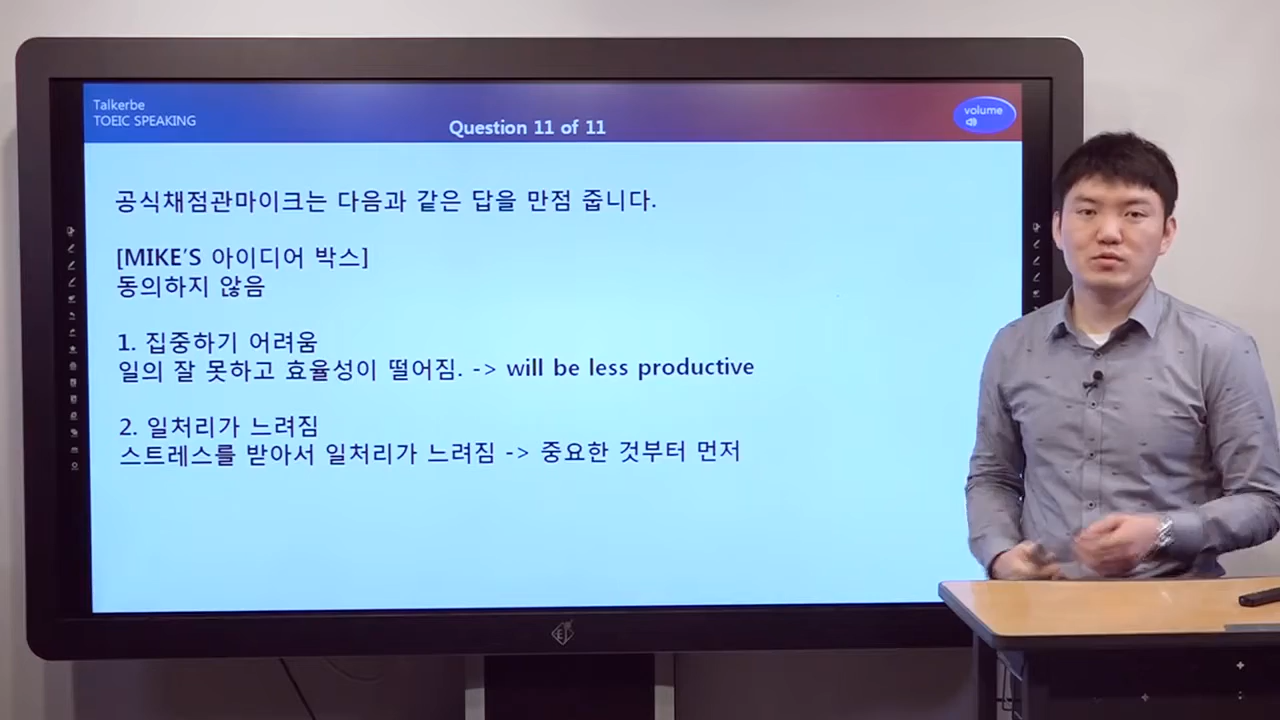 Talkerbe
TOEIC SPEAKING
Question 11 of 11
volume
공식채점관마이크는 다음과 같은 답을 만점 줍니다.
[MIKE'S 아이디어 박스]
동의하지 않음
1. 집중하기 어려움
일의 잘 못하고 효율성이 떨어짐. -> will be less productive
2. 일처리가 느려짐
스트레스를 받아서 일처리가 느려짐 -> 중요한 것부터 먼저